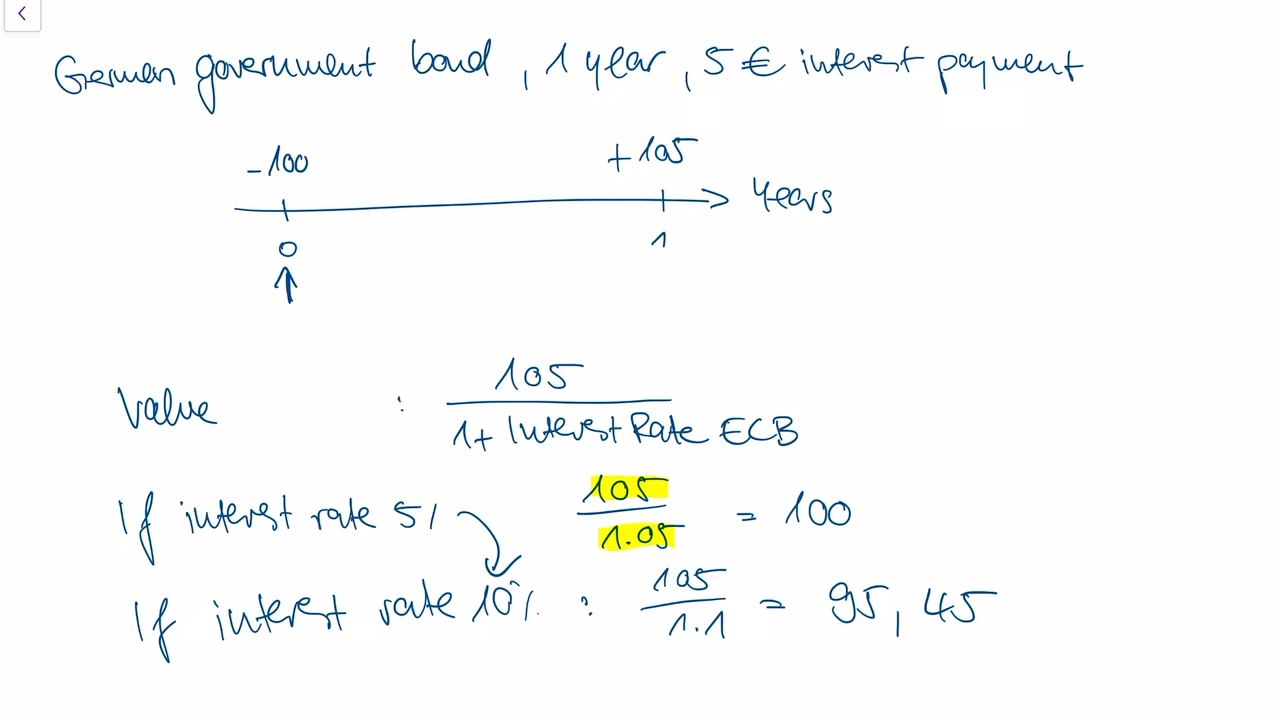 German government bond, 1 year, 5 € interest payment
-100 +105
Years
0 1
Value : 105
1+ Interest Rate ECB
If interest rate 5% 105
1.05 = 100
If interest rate 10% : 105
1.1 = 95,45